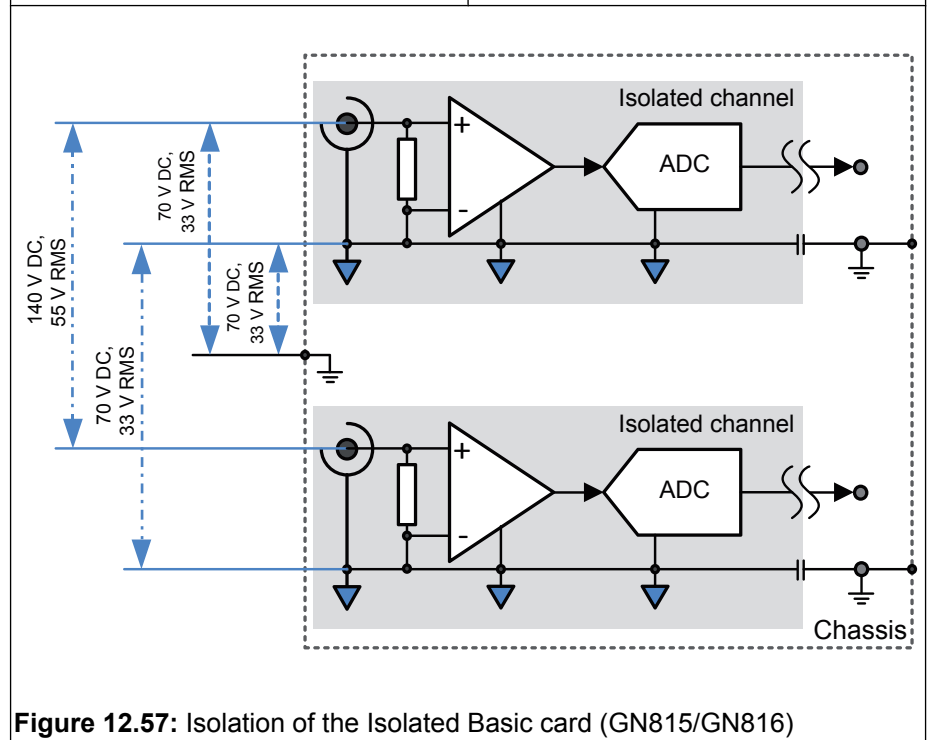 Isolated channel
+
-
ADC
70 V DC,
33 V RMS
70 V DC,
33 V RMS
140 V DC,
55 V RMS
70 V DC,
33 V RMS
Isolated channel
+
-
ADC
Chassis
Figure 12.57: Isolation of the Isolated Basic card (GN815/GN816)